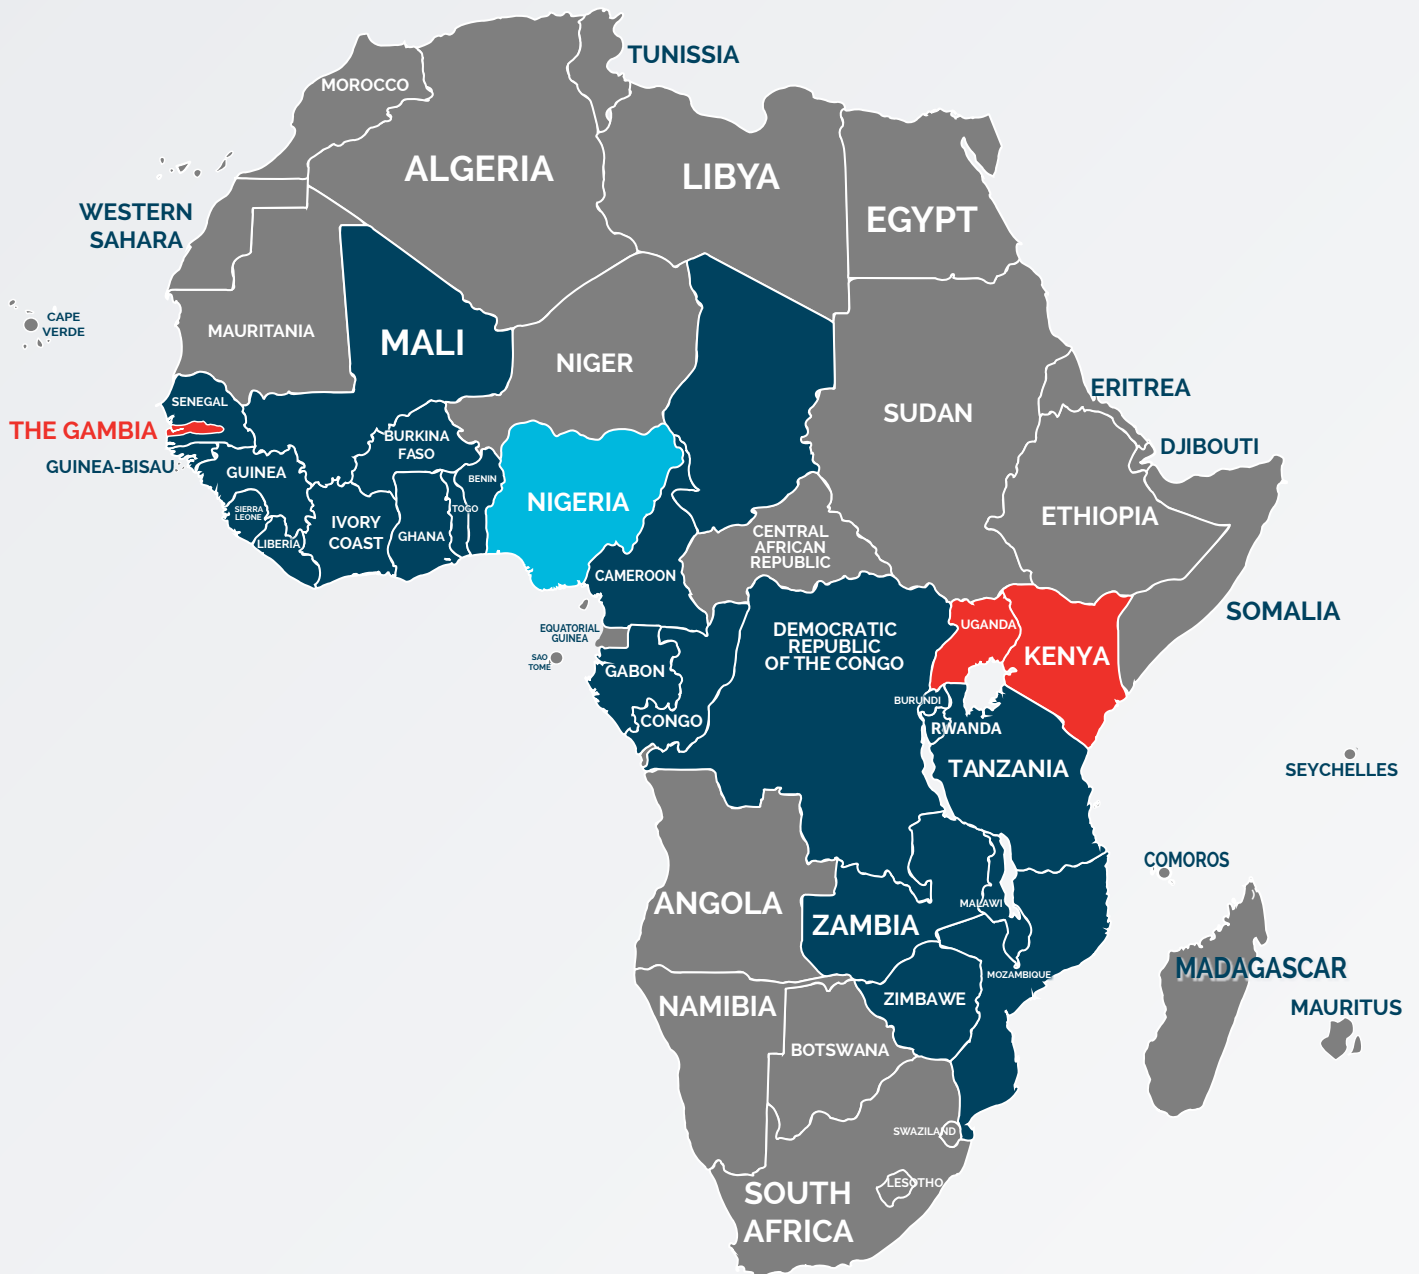 TUNISSIA
MOROCCO
ALGERIA
LIBYA
EGYPT
WESTERN
SAHARA
CAPE
VERDE
MAURITANIA
MALI
NIGER
SUDAN
ERITREA
DJIBOUTI
SENEGAL
THE GAMBIA
GUINEA-BISAU
GUINEA
BURKINA
FASO
BENIN
TOGO
SIERRA
LEONE
LIBERIA
IVORY
COAST
GHANA
NIGERIA
CENTRAL
AFRICAN
REPUBLIC
ETHIOPIA
SOMALIA
CAMEROON
EQUATORIAL
GUINEA
SAO
TOME
GABON
CONGO
DEMOCRATIC
REPUBLIC
OF THE CONGO
UGANDA
KENYA
BURUNDI
RWANDA
TANZANIA
SEYCHELLES
COMOROS
ANGOLA
ZAMBIA
MALAWI
MOZAMBIQUE
MADAGASCAR
MAURITUS
NAMIBIA
ZIMBAWE
BOTSWANA
SWAZILAND
LESOTHO
SOUTH
AFRICA